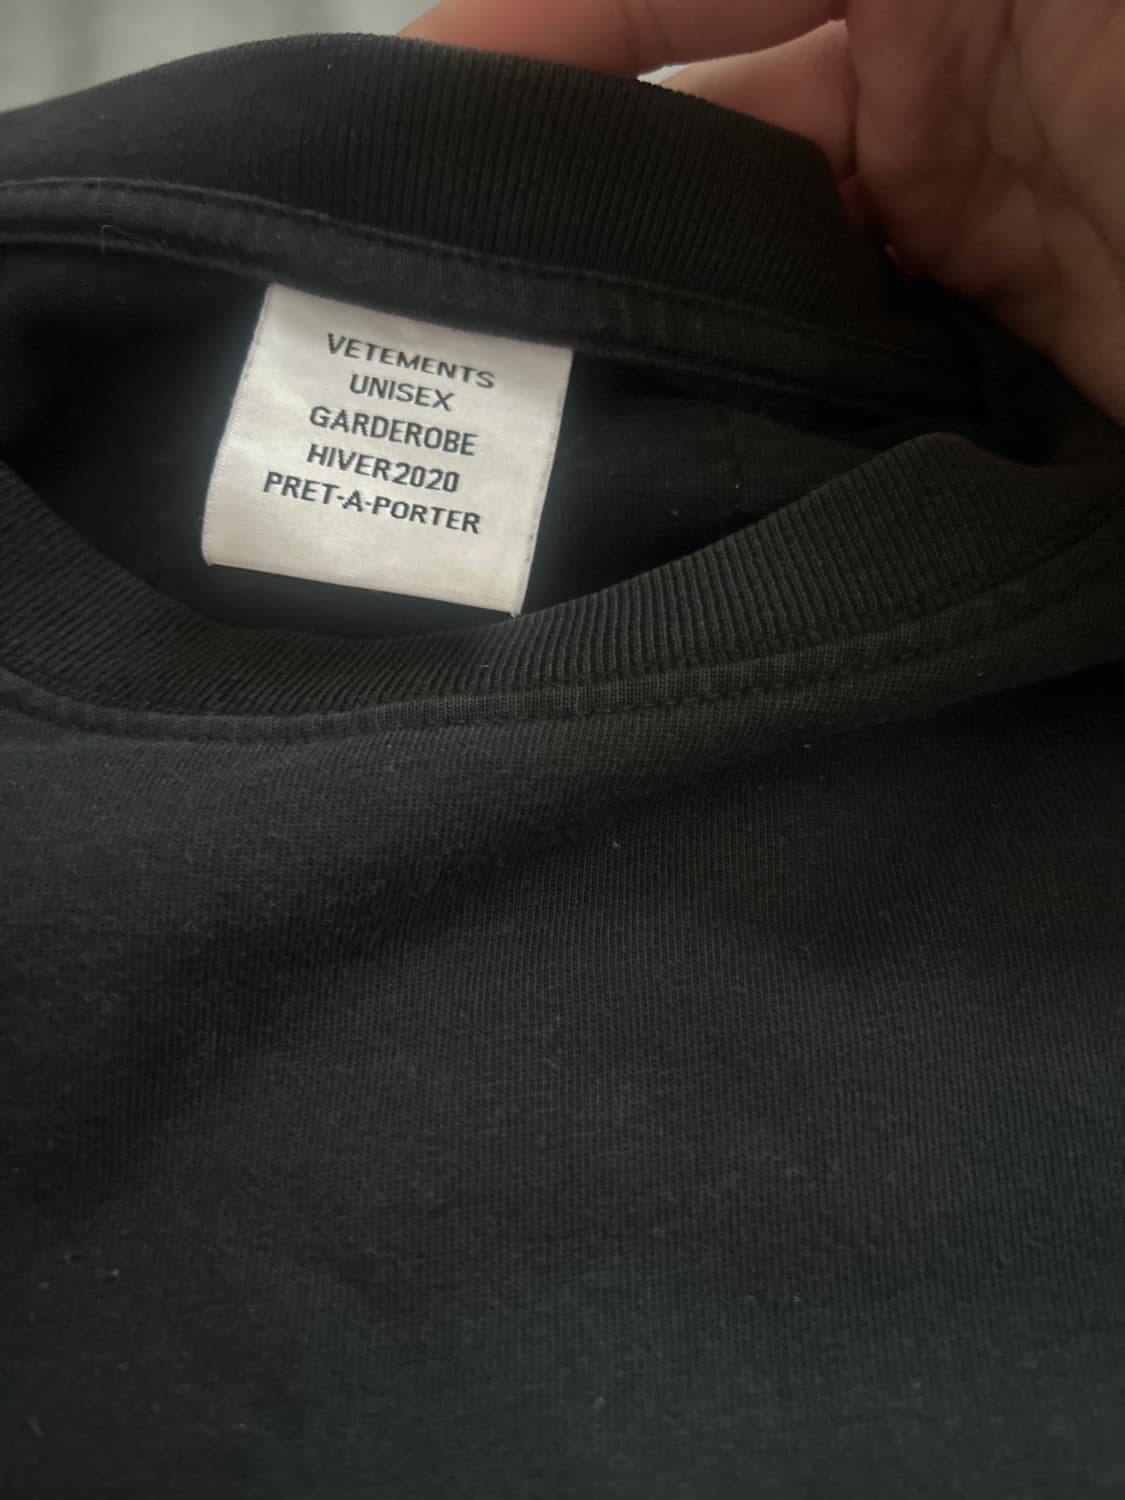 VETEMENTS
UNISEX
GARDEROBE
HIVER2020
PRET-A-PORTER